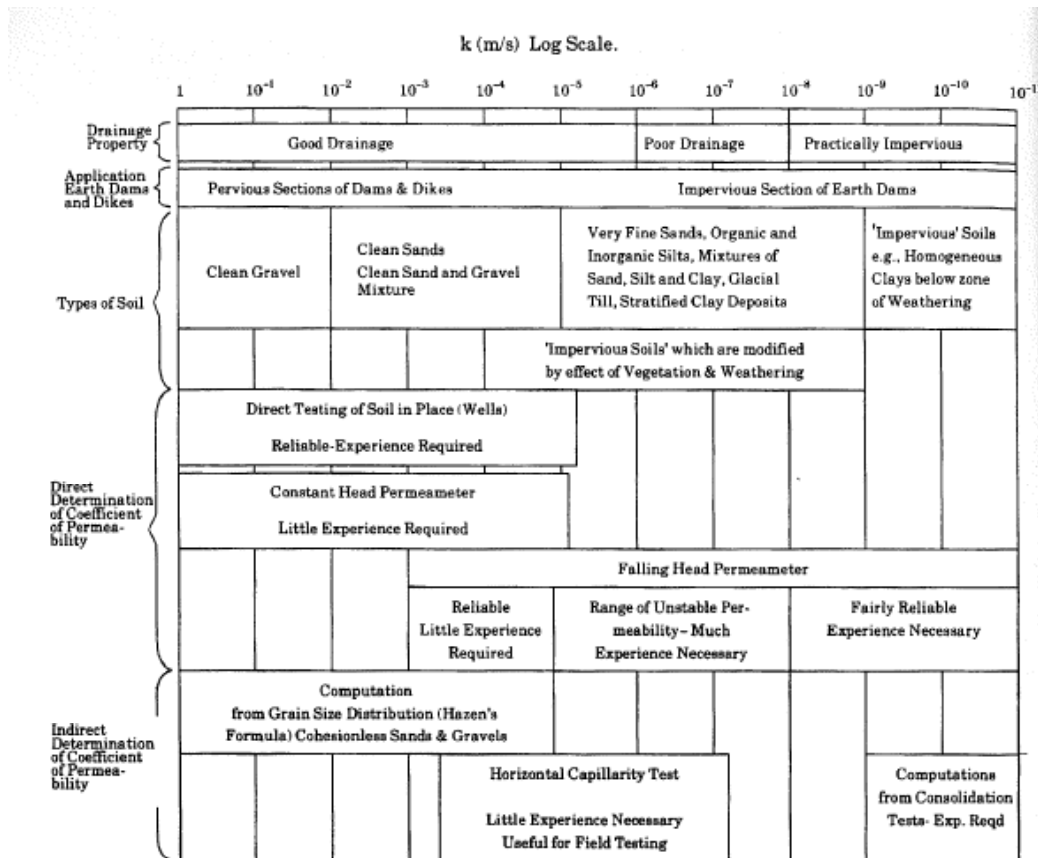 k (m/s) Log Scale.
1 10⁻¹ 10⁻² 10⁻³ 10⁻⁴ 10⁻⁵ 10⁻⁶ 10⁻⁷ 10⁻⁸ 10⁻⁹ 10⁻¹⁰
Drainage
Property
Good Drainage
Poor Drainage
Practically Impervious
Application
Earth Dams
and Dikes
Pervious Sections of Dams & Dikes
Impervious Section of Earth Dams
Types of Soil
Clean Gravel
Clean Sands
Clean Sand and Gravel
Mixture
Very Fine Sands, Organic and
Inorganic Silts, Mixtures of
Sand, Silt and Clay, Glacial
Till, Stratified Clay Deposits
'Impervious' Soils
e.g., Homogeneous
Clays below zone
of Weathering
'Impervious Soils' which are modified
by effect of Vegetation & Weathering
Direct
Determination
of Coefficient
of Permea-
bility
Direct Testing of Soil in Place (Wells)
Reliable-Experience Required
Constant Head Permeameter
Little Experience Required
Falling Head Permeameter
Reliable
Little Experience
Required
Range of Unstable Per-
meability- Much
Experience Necessary
Fairly Reliable
Experience Necessary
Indirect
Determination
of Coefficient
of Permea-
bility
Computation
from Grain Size Distribution (Hazen's
Formula) Cohesionless Sands & Gravels
Horizontal Capillarity Test
Little Experience Necessary
Useful for Field Testing
Computations
from Consolidation
Tests- Exp. Reqd